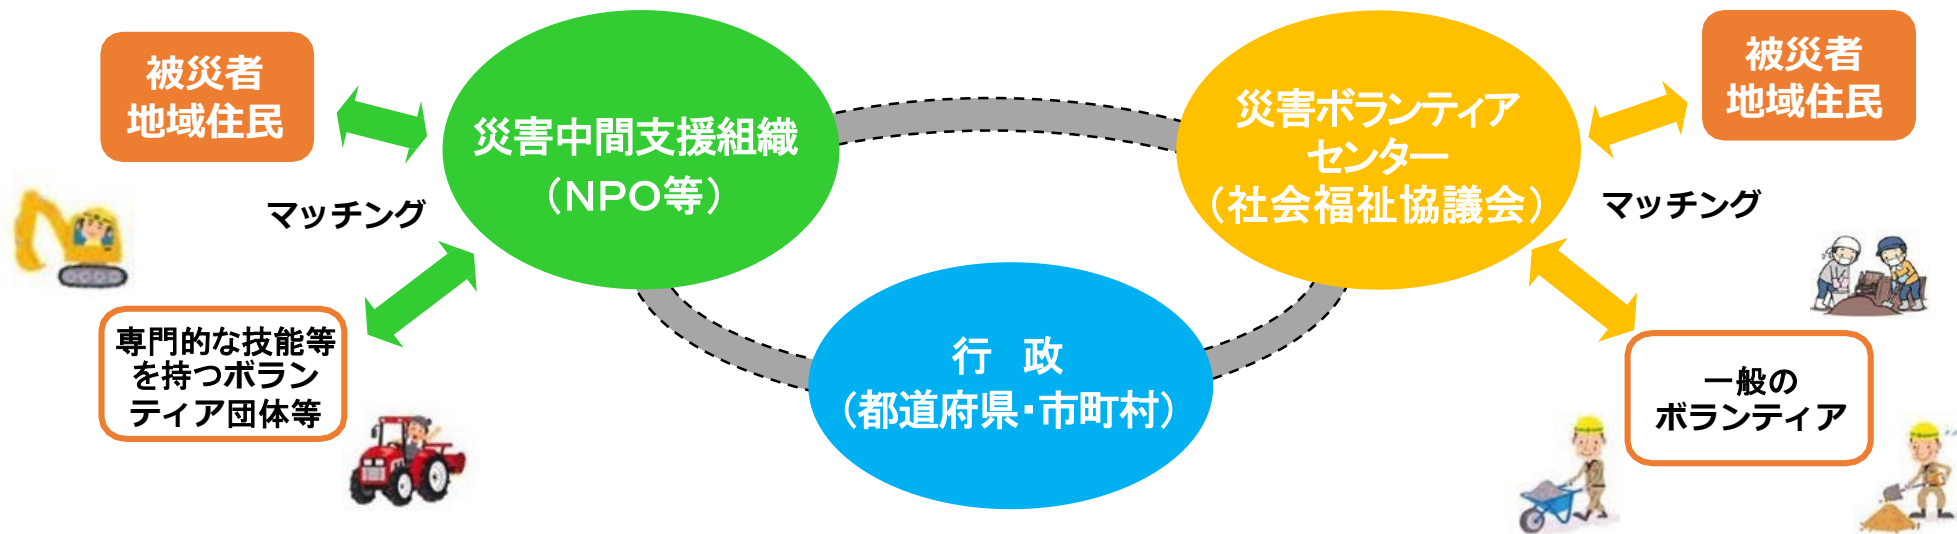 被災者
地域住民
災害中間支援組織
（NPO等）
マッチング
専門的な技能等
を持つボラン
ティア団体等
災害ボランティア
センター
（社会福祉協議会）
被災者
地域住民
マッチング
一般の
ボランティア
行　政
（都道府県・市町村）